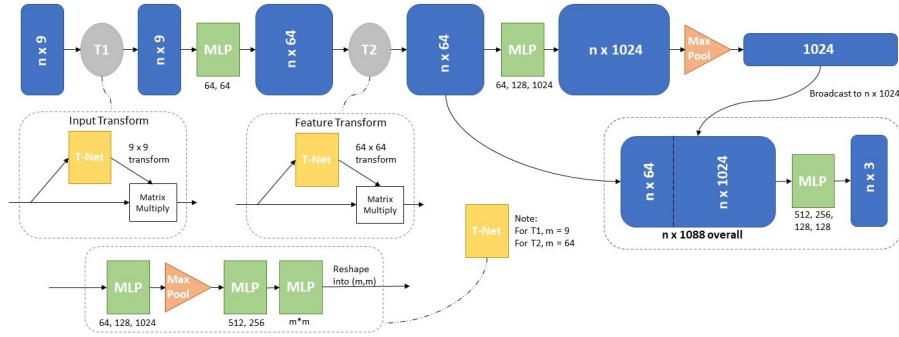 n x 9
T1
n x 9
MLP
64, 64
n x 64
T2
n x 64
MLP
64, 128, 1024
n x 1024
Max
Pool
1024
Broadcast to n x 1024
Input Transform
T-Net
9 x 9
transform
Matrix
Multiply
Feature Transform
T-Net
64 x 64
transform
Matrix
Multiply
n x 64
n x 1024
n x 1088 overall
MLP
512, 256,
128, 128
n x 3
T-Net
Note:
For T1, m = 9
For T2, m = 64
MLP
64, 128, 1024
Max
Pool
MLP
512, 256
MLP
m*m
Reshape
into (m,m)